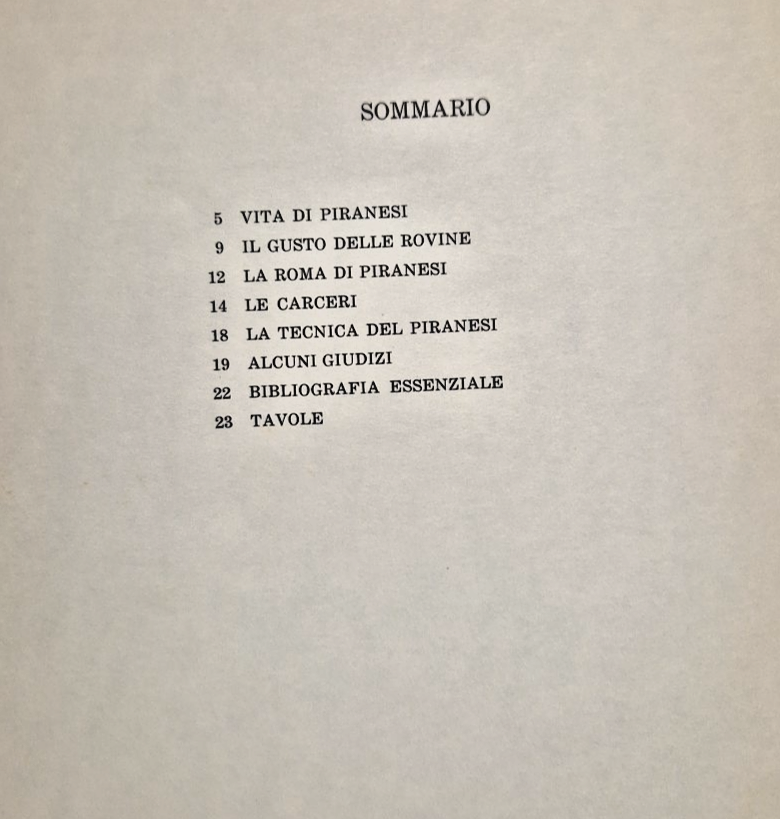 SOMMARIO
5 VITA DI PIRANESI
9 IL GUSTO DELLE ROVINE
12 LA ROMA DI PIRANESI
14 LE CARCERI
18 LA TECNICA DEL PIRANESI
19 ALCUNI GIUDIZI
22 BIBLIOGRAFIA ESSENZIALE
23 TAVOLE